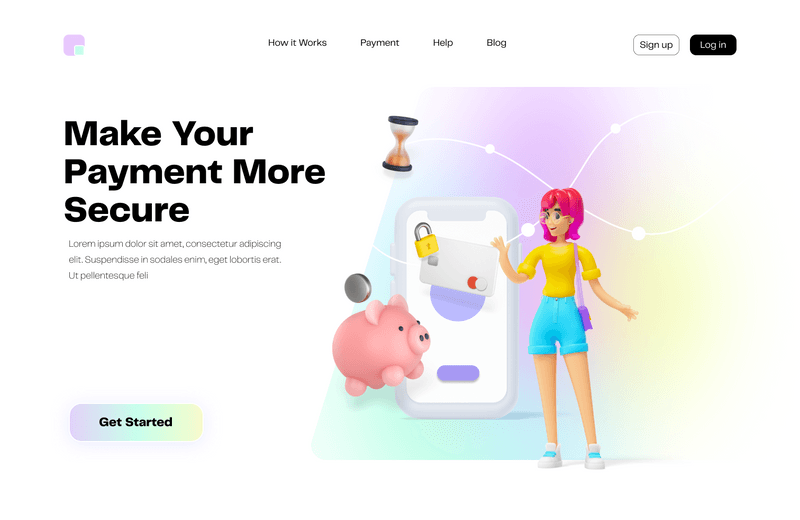 How it Works
Payment
Help
Blog
Sign up
Log in
Make Your
Payment More
Secure
Lorem ipsum dolor sit amet, consectetur adipiscing
elit. Suspendisse in sodales enim, eget lobortis erat.
Ut pellentesque feli
Get Started